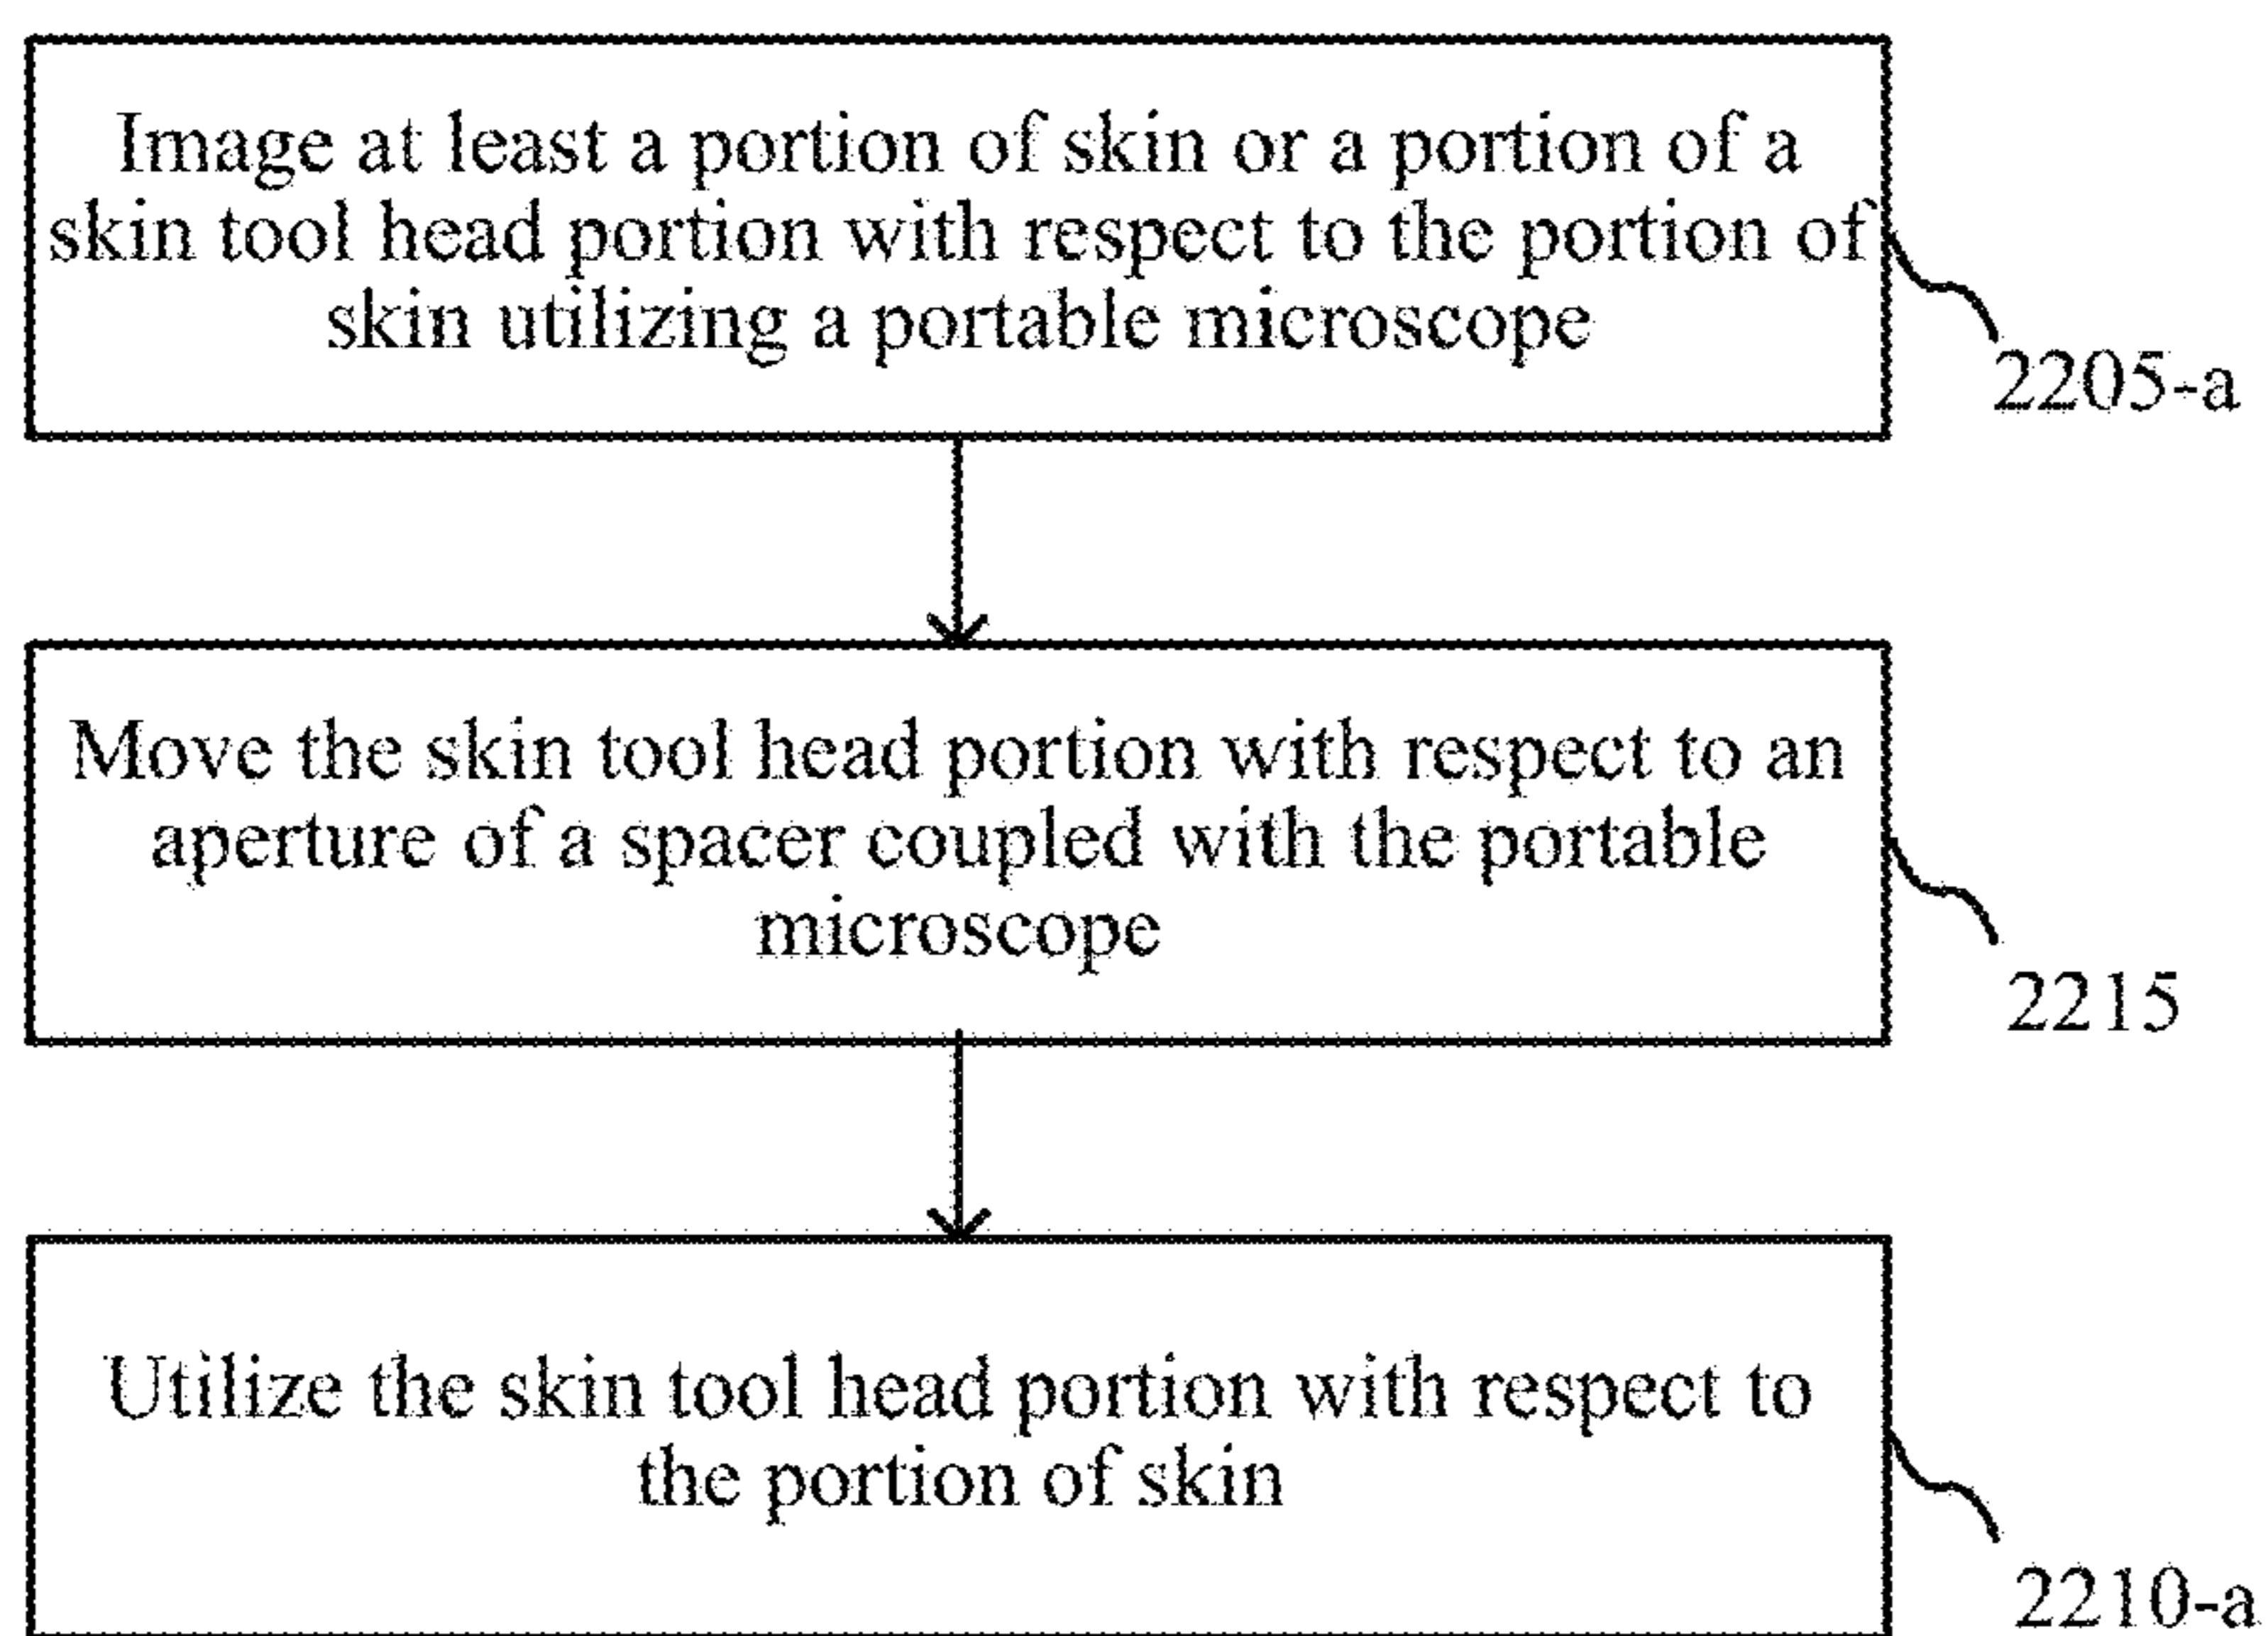 Image at least a portion of skin or a portion of a
skin tool head portion with respect to the portion of
skin utilizing a portable microscope
2205-a
Move the skin tool head portion with respect to an
aperture of a spacer coupled with the portable
microscope
2215
Utilize the skin tool head portion with respect to
the portion of skin
2210-a